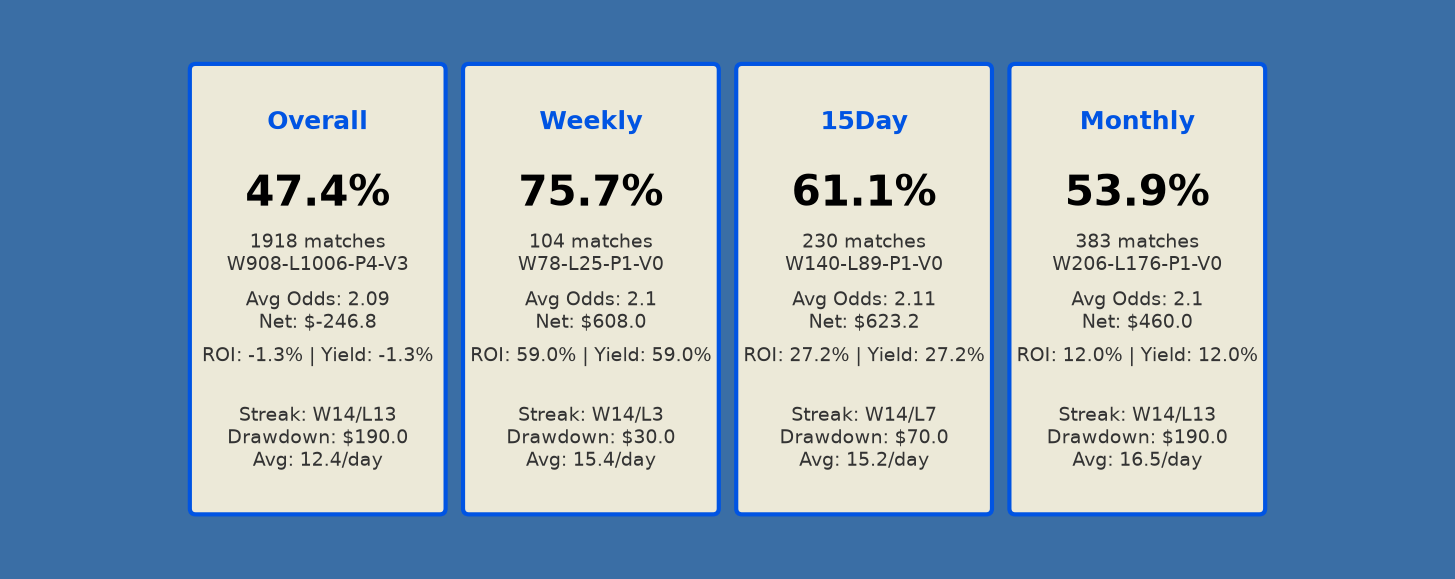 Overall
47.4%
1918 matches
W908-L1006-P4-V3
Avg Odds: 2.09
Net: $-246.8
ROI: -1.3% | Yield: -1.3%
Streak: W14/L13
Drawdown: $190.0
Avg: 12.4/day
Weekly
75.7%
104 matches
W78-L25-P1-V0
Avg Odds: 2.1
Net: $608.0
ROI: 59.0% | Yield: 59.0%
Streak: W14/L3
Drawdown: $30.0
Avg: 15.4/day
15Day
61.1%
230 matches
W140-L89-P1-V0
Avg Odds: 2.11
Net: $623.2
ROI: 27.2% | Yield: 27.2%
Streak: W14/L7
Drawdown: $70.0
Avg: 15.2/day
Monthly
53.9%
383 matches
W206-L176-P1-V0
Avg Odds: 2.1
Net: $460.0
ROI: 12.0% | Yield: 12.0%
Streak: W14/L13
Drawdown: $190.0
Avg: 16.5/day